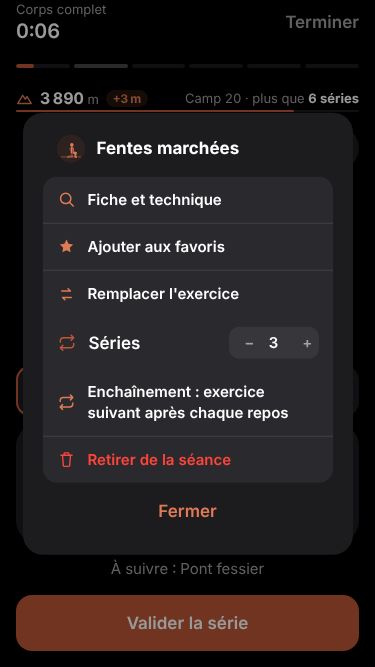 Corps complet
0:06
Terminer
3 890 m
+3 m
Camp 20 · plus que 6 séries
Fentes marchées
Fiche et technique
Ajouter aux favoris
Remplacer l'exercice
Séries
− 3 +
Enchaînement : exercice
suivant après chaque repos
Retirer de la séance
Fermer
À suivre : Pont fessier
Valider la série